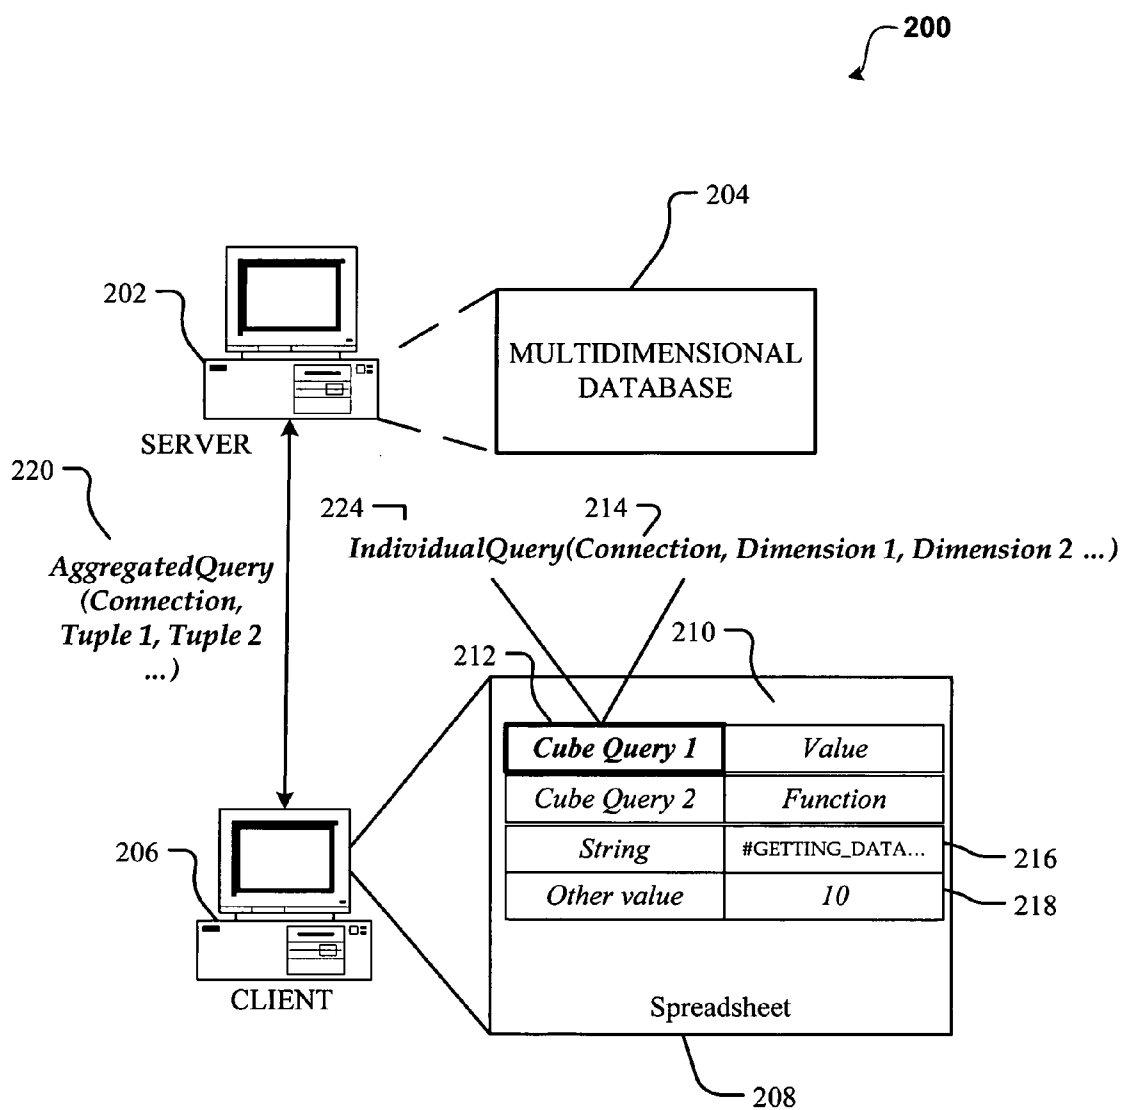 200
204
202
MULTIDIMENSIONAL
DATABASE
SERVER
220
224
214
IndividualQuery(Connection, Dimension 1, Dimension 2 ...)
AggregatedQuery
(Connection,
Tuple 1, Tuple 2
...)
212
210
Cube Query 1 Value
Cube Query 2 Function
String #GETTING_DATA...
216
Other value 10
218
206
CLIENT
Spreadsheet
208